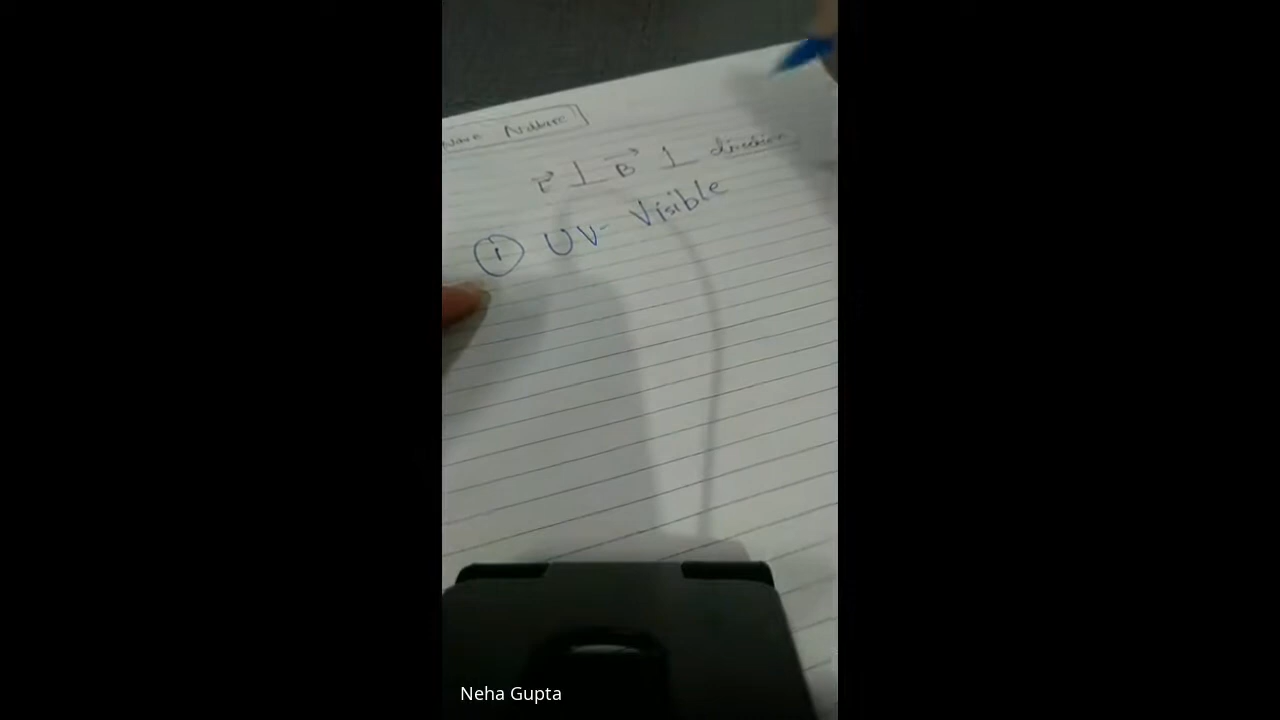 Wave Nature
E ⊥ B ⊥ direction
① UV- Visible
Neha Gupta